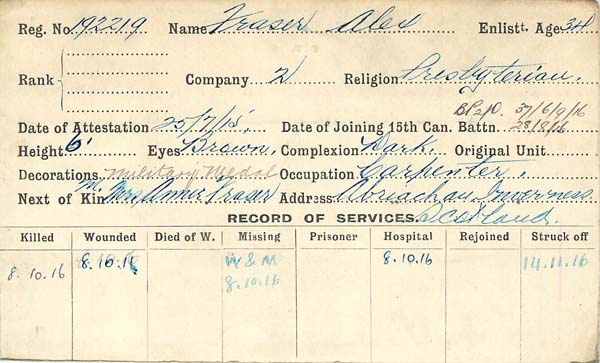 Reg. No. 192219 Name Fraser Alex Enlistt. Age 34
Rank Company 2 Religion Presbyterian.
37/6/9/16
Date of Attestation 25/7/15. Date of Joining 15th Can. Battn. 28/8/16
Height 6' Eyes Brown, Complexion Dark. Original Unit
Decorations Military Medal Occupation Carpenter.
M.
Next of Kin Mrs Fraser Address Abriachan Inverness
RECORD OF SERVICES Scotland.
Killed Wounded Died of W. Missing Prisoner Hospital Rejoined Struck off
8.10.16 8.10.16 W & M 8.10.16 14.11.16
8.10.16